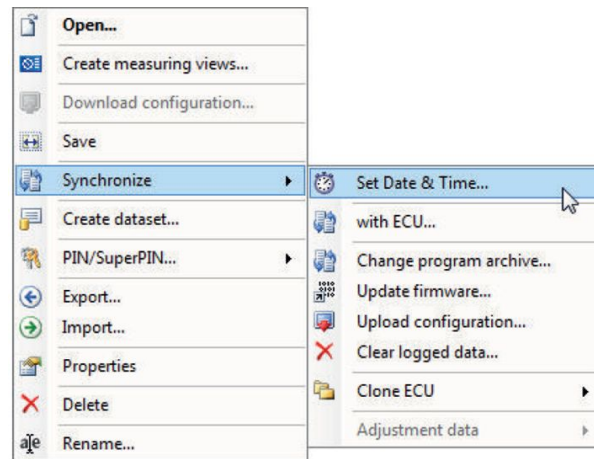 Open...
Create measuring views...
Download configuration...
Save
Synchronize
Create dataset...
PIN/SuperPIN...
Export...
Import...
Properties
Delete
Rename...
Set Date & Time...
with ECU...
Change program archive...
Update firmware...
Upload configuration...
Clear logged data...
Clone ECU
Adjustment data